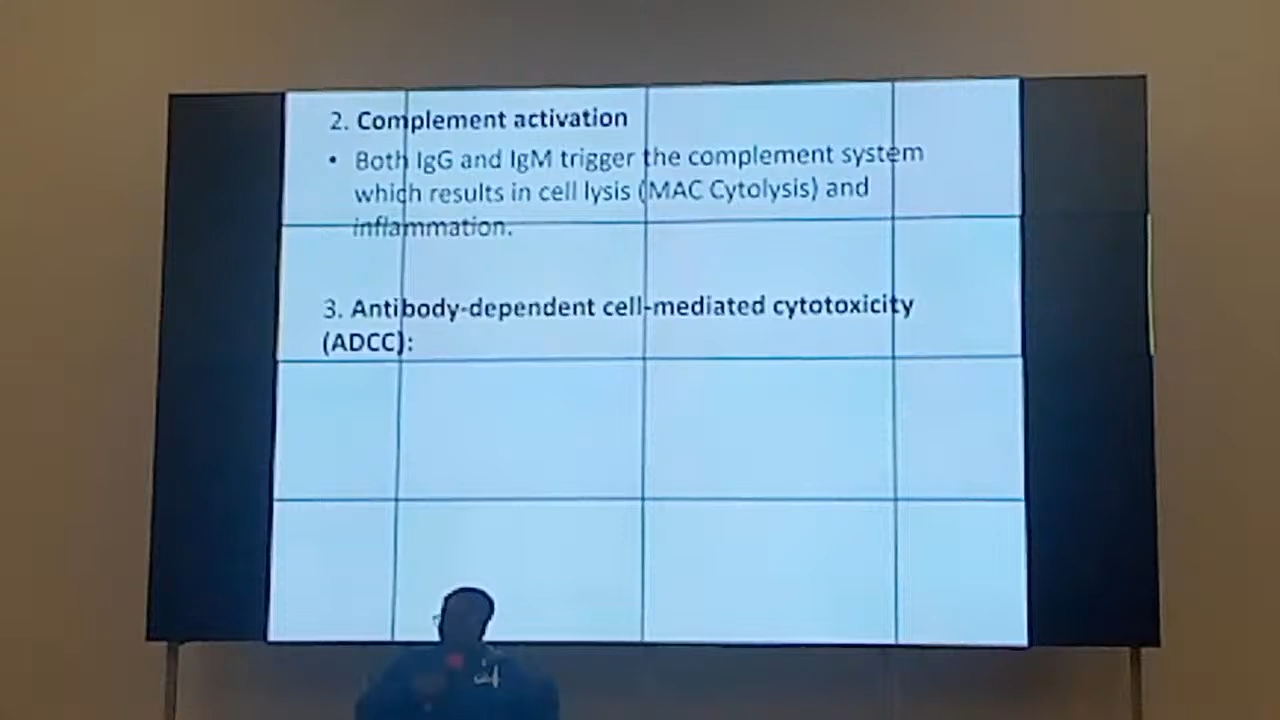 2. Complement activation
• Both IgG and IgM trigger the complement system
which results in cell lysis (MAC Cytolysis) and
inflammation.
3. Antibody-dependent cell-mediated cytotoxicity
(ADCC):